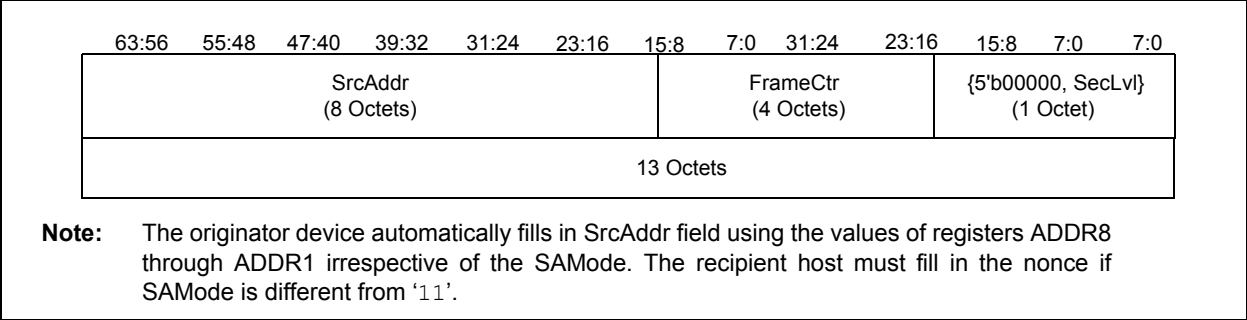 63:56 55:48 47:40 39:32 31:24 23:16 15:8 7:0 31:24 23:16 15:8 7:0 7:0
SrcAddr FrameCtr {5'b00000, SecLvl}
(8 Octets) (4 Octets) (1 Octet)
13 Octets
Note: The originator device automatically fills in SrcAddr field using the values of registers ADDR8
through ADDR1 irrespective of the SAMode. The recipient host must fill in the nonce if
SAMode is different from ‘11’.